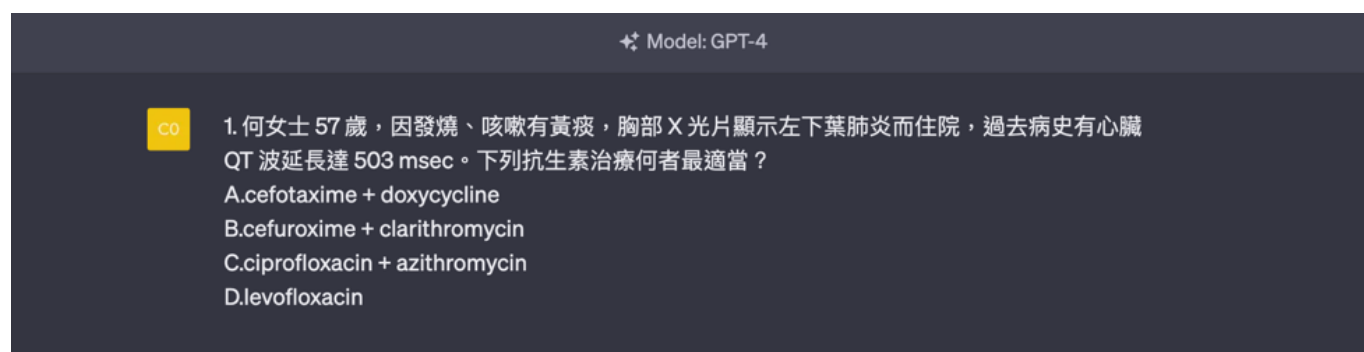 Model: GPT-4
CO
1. 何女士 57 歲，因發燒、咳嗽有黃痰，胸部 X 光片顯示左下葉肺炎而住院，過去病史有心臟
QT 波延長達 503 msec。下列抗生素治療何者最適當？
A.cefotaxime + doxycycline
B.cefuroxime + clarithromycin
C.ciprofloxacin + azithromycin
D.levofloxacin